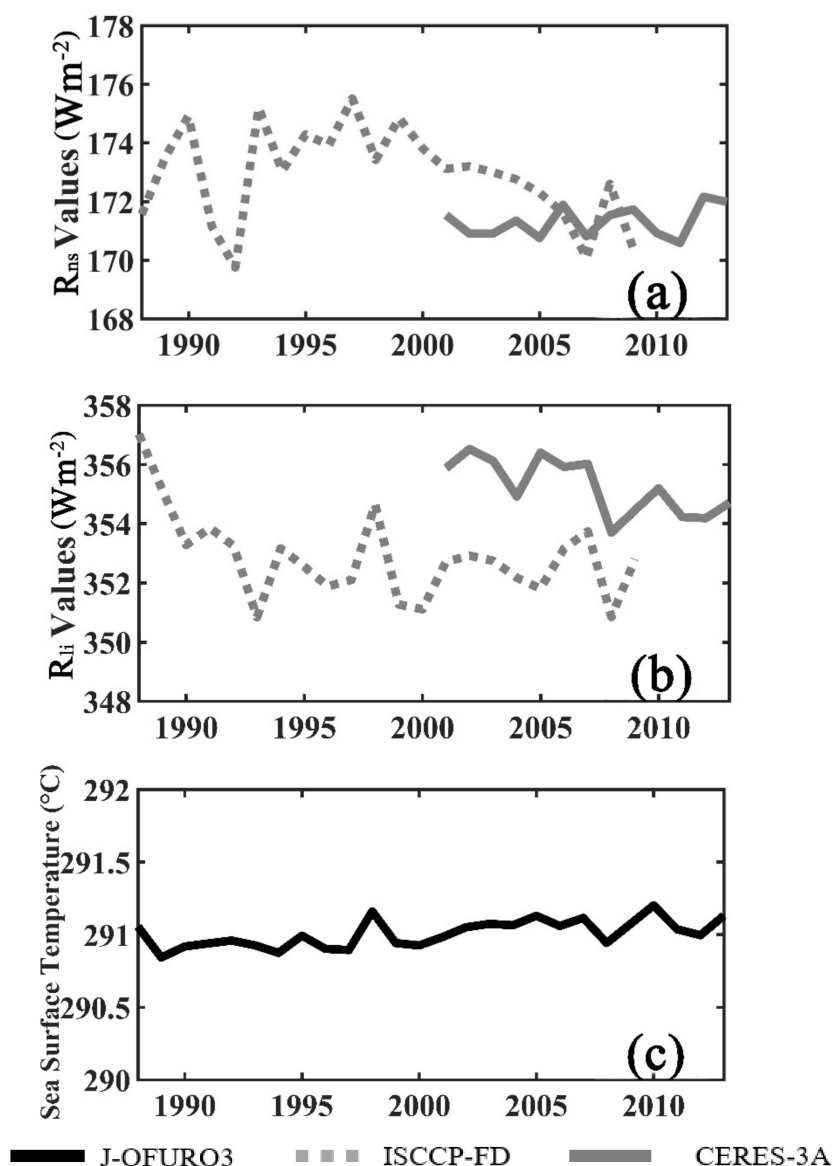 178
176
174
172
170
168
R_ns Values (Wm⁻²)
(a)
1990 1995 2000 2005 2010
358
356
354
352
350
348
R_li Values (Wm⁻²)
(b)
1990 1995 2000 2005 2010
292
291.5
291
290.5
290
Sea Surface Temperature (°C)
(c)
1990 1995 2000 2005 2010
J-OFURO3 ISCCP-FD CERES-3A